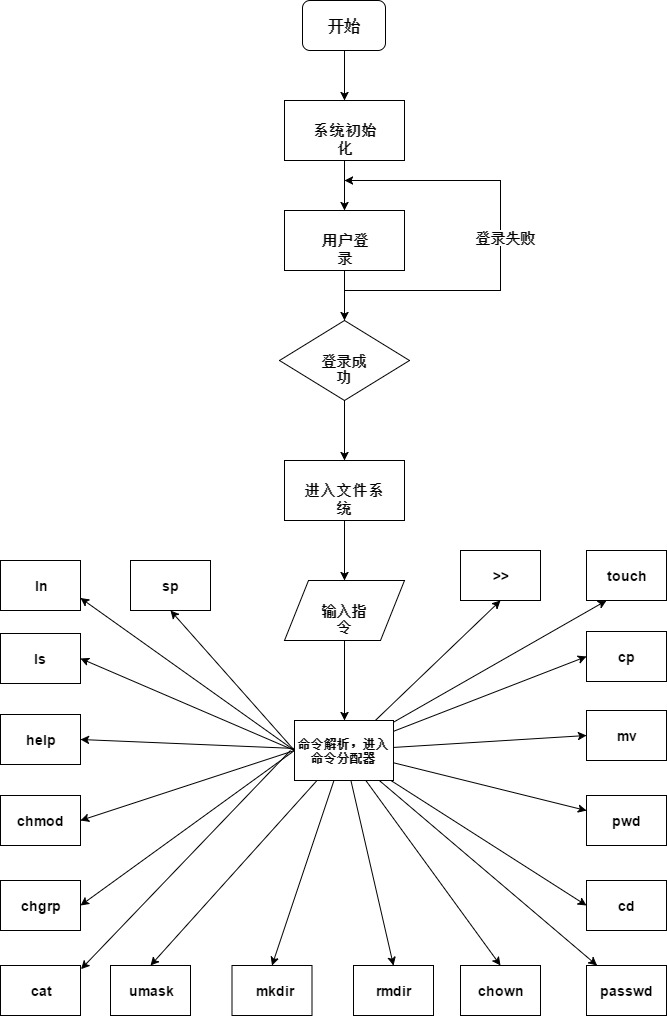 开始
系统初始
化
用户登
录
登录失败
登录成
功
进入文件系
统
输入指
令
ln
sp
>>
touch
ls
cp
help
命令解析，进入
命令分配器
mv
chmod
pwd
chgrp
cd
cat
umask
mkdir
rmdir
chown
passwd